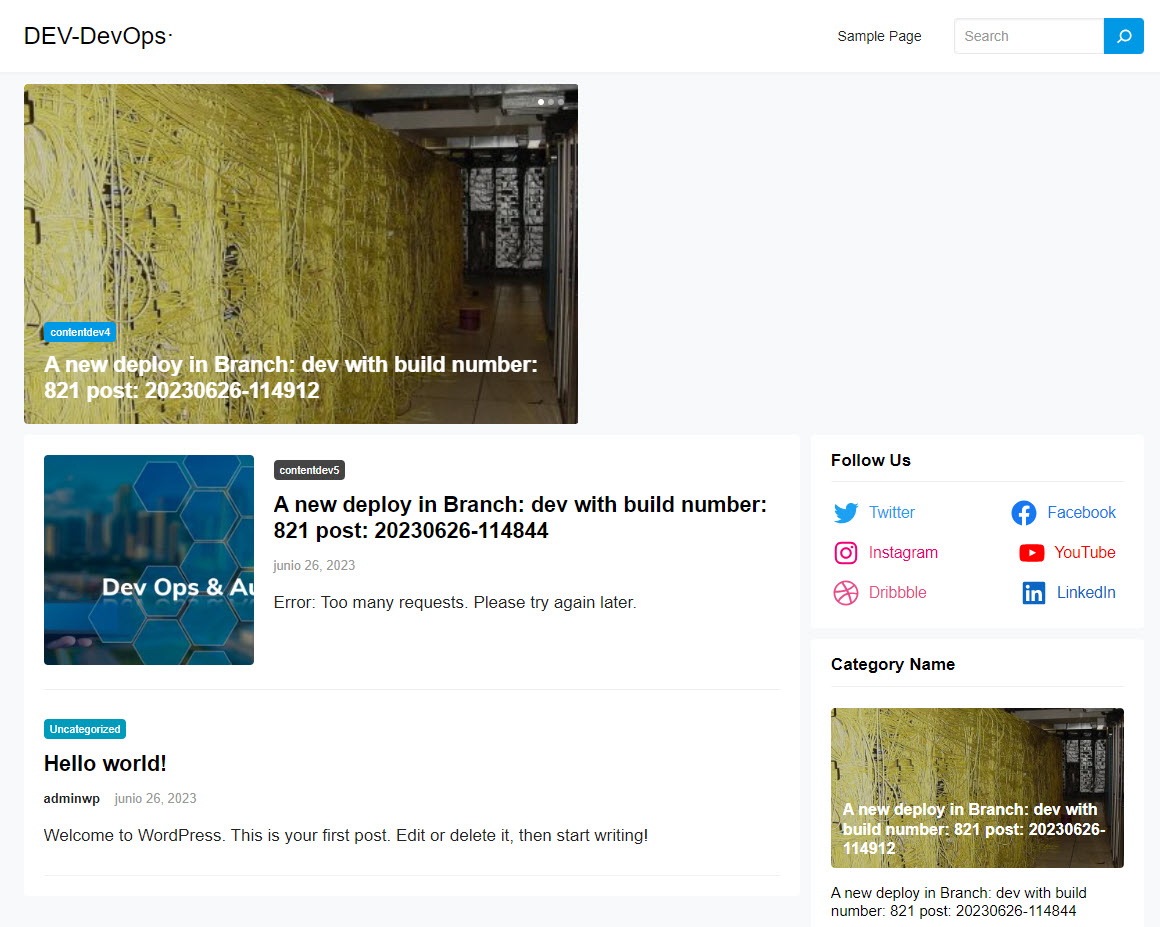 DEV-DevOps·
Sample Page
Search
contentdev4
A new deploy in Branch: dev with build number:
821 post: 20230626-114912
Dev Ops & Au
contentdev5
A new deploy in Branch: dev with build number:
821 post: 20230626-114844
junio 26, 2023
Error: Too many requests. Please try again later.
Uncategorized
Hello world!
adminwp junio 26, 2023
Welcome to WordPress. This is your first post. Edit or delete it, then start writing!
Follow Us
Twitter
Facebook
Instagram
YouTube
Dribbble
LinkedIn
Category Name
A new deploy in Branch: dev with
build number: 821 post: 20230626-
114912
A new deploy in Branch: dev with build
number: 821 post: 20230626-114844